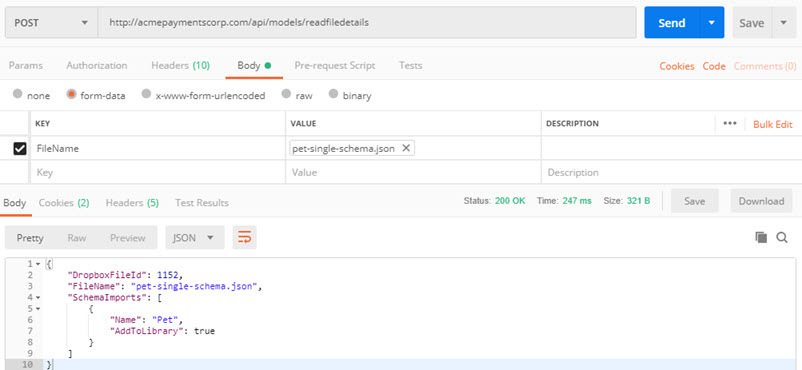 POST http://acmepaymentscorp.com/api/models/readfiledetails Send Save
Params Authorization Headers (10) Body Pre-request Script Tests Cookies Code Comments (0)
none form-data x-www-form-urlencoded raw binary
KEY VALUE DESCRIPTION ••• Bulk Edit
FileName pet-single-schema.json
Key Value Description
Body Cookies (2) Headers (5) Test Results Status: 200 OK Time: 247 ms Size: 321 B Save Download
Pretty Raw Preview JSON
1 {
2 "DropboxFileId": 1152,
3 "FileName": "pet-single-schema.json",
4 "SchemaImports": [
5 {
6 "Name": "Pet",
7 "AddToLibrary": true
8 }
9 ]
10 }